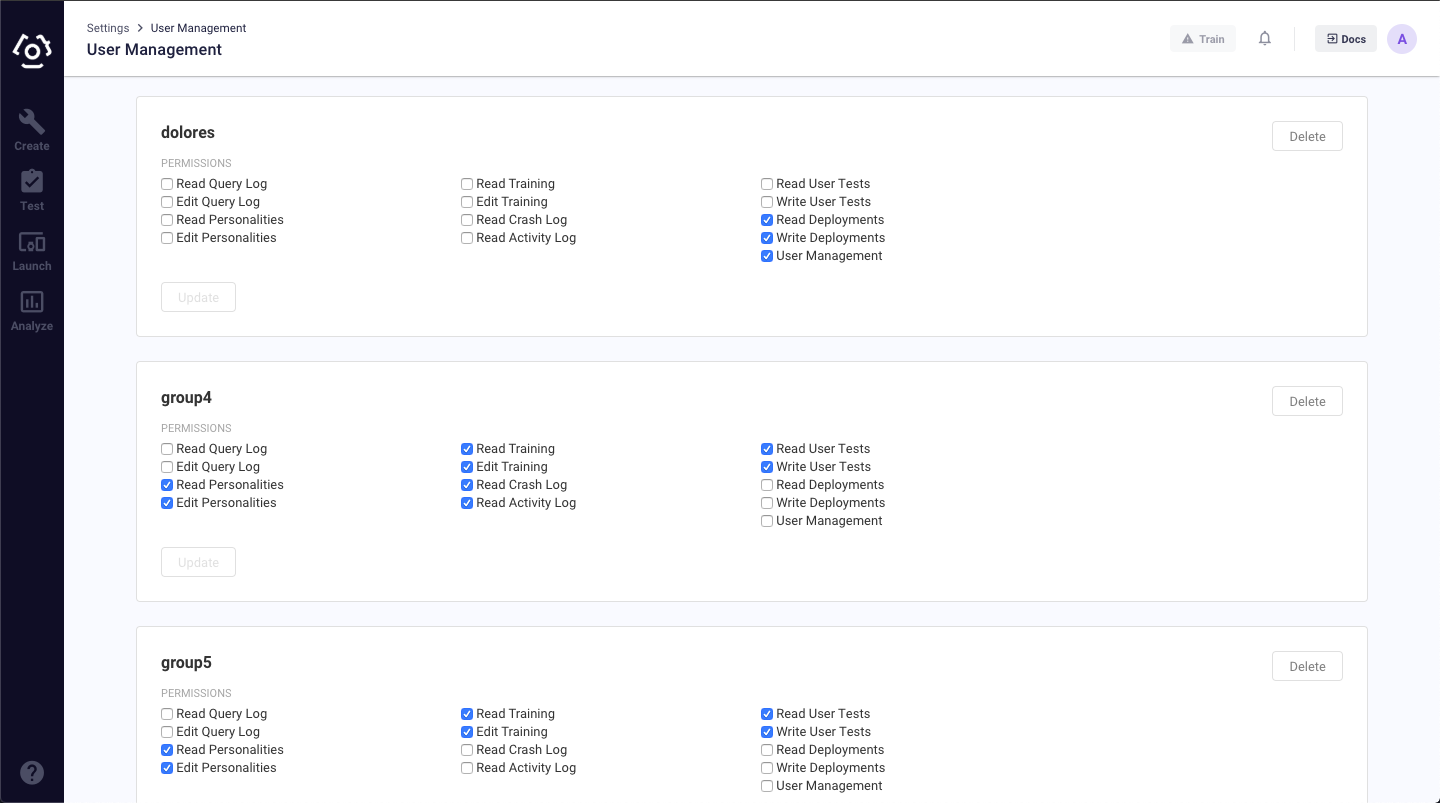 Settings > User Management
User Management
Train
Docs
A
Create
Test
Launch
Analyze
dolores
Delete
PERMISSIONS
Read Query Log
Edit Query Log
Read Personalities
Edit Personalities
Read Training
Edit Training
Read Crash Log
Read Activity Log
Read User Tests
Write User Tests
Read Deployments
Write Deployments
User Management
Update
group4
Delete
PERMISSIONS
Read Query Log
Edit Query Log
Read Personalities
Edit Personalities
Read Training
Edit Training
Read Crash Log
Read Activity Log
Read User Tests
Write User Tests
Read Deployments
Write Deployments
User Management
Update
group5
Delete
PERMISSIONS
Read Query Log
Edit Query Log
Read Personalities
Edit Personalities
Read Training
Edit Training
Read Crash Log
Read Activity Log
Read User Tests
Write User Tests
Read Deployments
Write Deployments
User Management
?